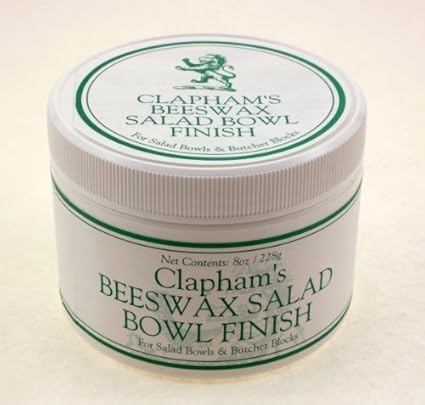 CLAPHAM'S
BEESWAX
SALAD BOWL
FINISH
For Salad Bowls & Butcher Blocks
Net Contents: 8oz / 228g
Clapham's
BEESWAX SALAD
BOWL FINISH
For Salad Bowls & Butcher Blocks